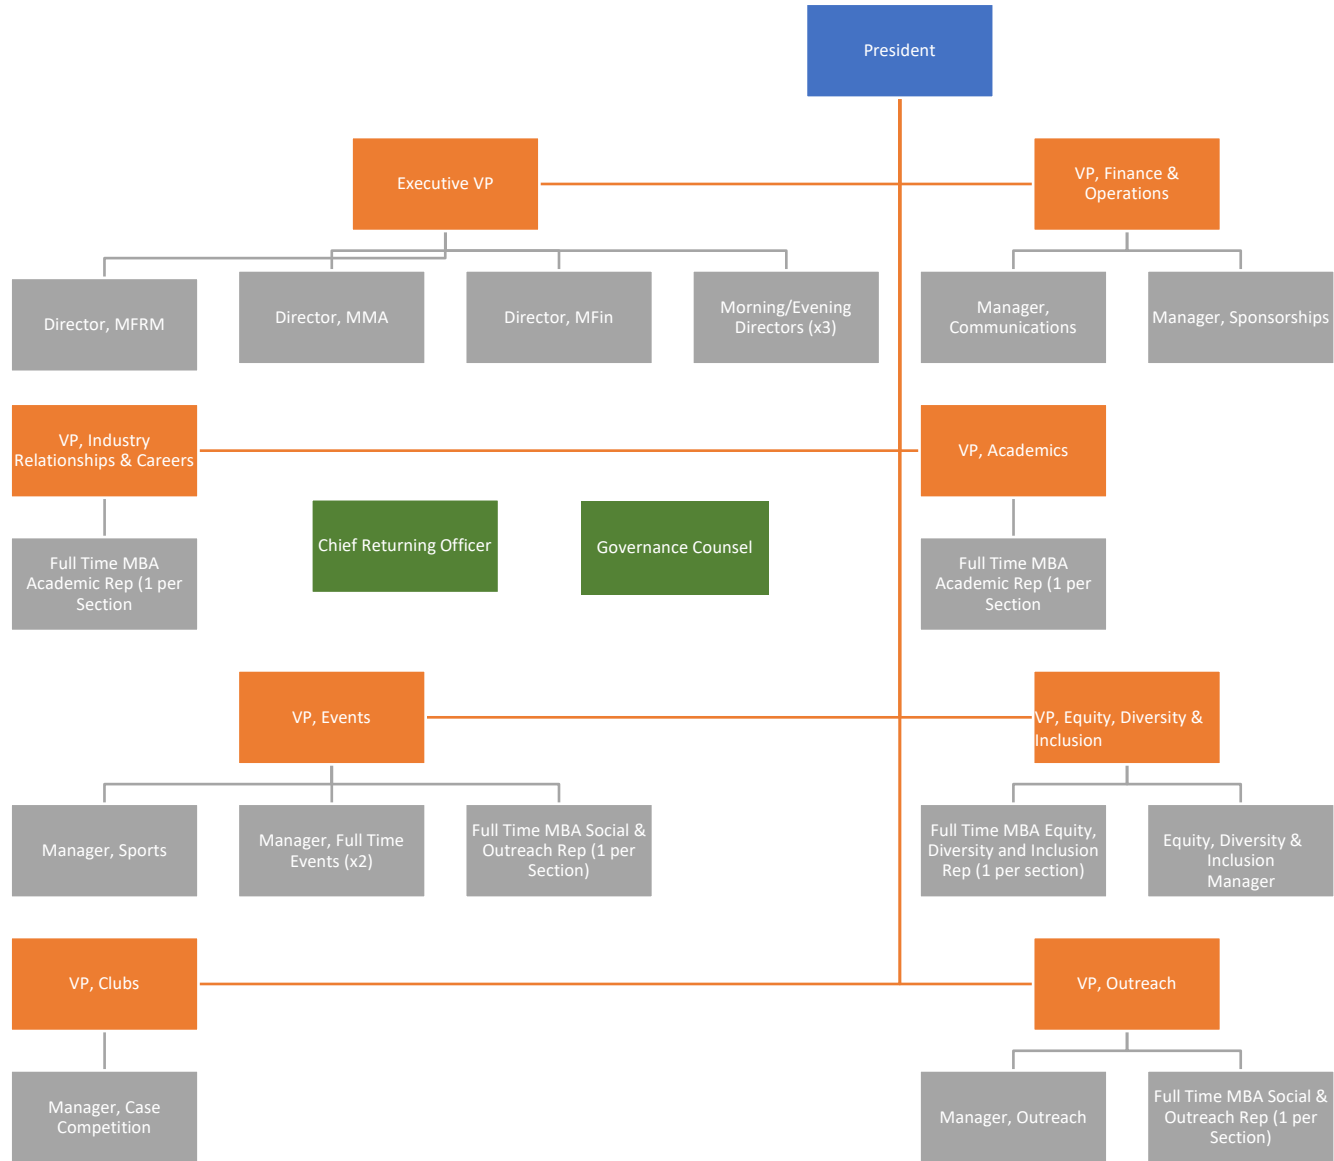 President
Executive VP
VP, Finance &
Operations
Director, MFRM
Director, MMA
Director, MFin
Morning/Evening
Directors (x3)
Manager,
Communications
Manager, Sponsorships
VP, Industry
Relationships & Careers
VP, Academics
Chief Returning Officer
Governance Counsel
Full Time MBA
Academic Rep (1 per
Section
Full Time MBA
Academic Rep (1 per
Section
VP, Events
VP, Equity, Diversity &
Inclusion
Manager, Sports
Manager, Full Time
Events (x2)
Full Time MBA Social &
Outreach Rep (1 per
Section)
Full Time MBA Equity,
Diversity and Inclusion
Rep (1 per section)
Equity, Diversity &
Inclusion
Manager
VP, Clubs
VP, Outreach
Manager, Case
Competition
Manager, Outreach
Full Time MBA Social &
Outreach Rep (1 per
Section)